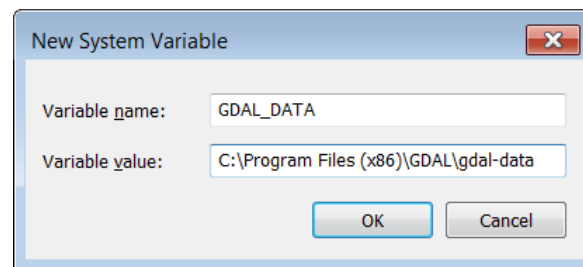 New System Variable
Variable name: GDAL_DATA
Variable value: C:\Program Files (x86)\GDAL\gdal-data
OK Cancel